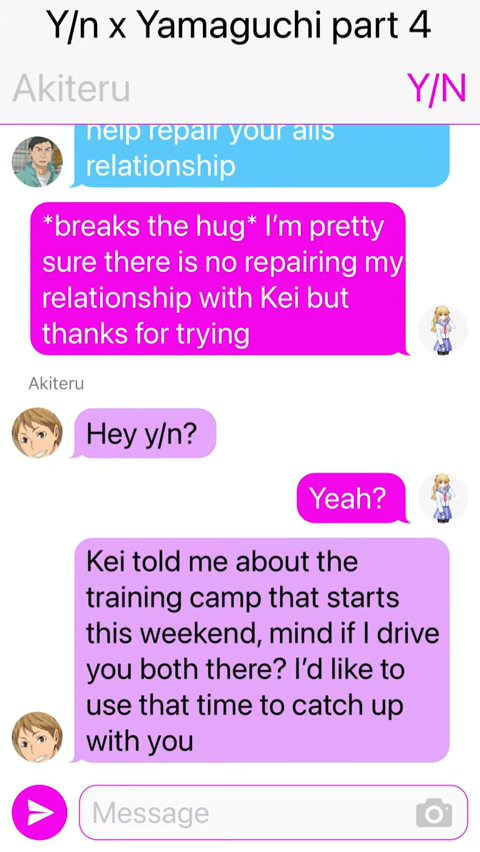 Y/n x Yamaguchi part 4
Akiteru
Y/N
help repair your alls
relationship
*breaks the hug* I'm pretty
sure there is no repairing my
relationship with Kei but
thanks for trying
Akiteru
Hey y/n?
Yeah?
Kei told me about the
training camp that starts
this weekend, mind if I drive
you both there? I'd like to
use that time to catch up
with you
Message